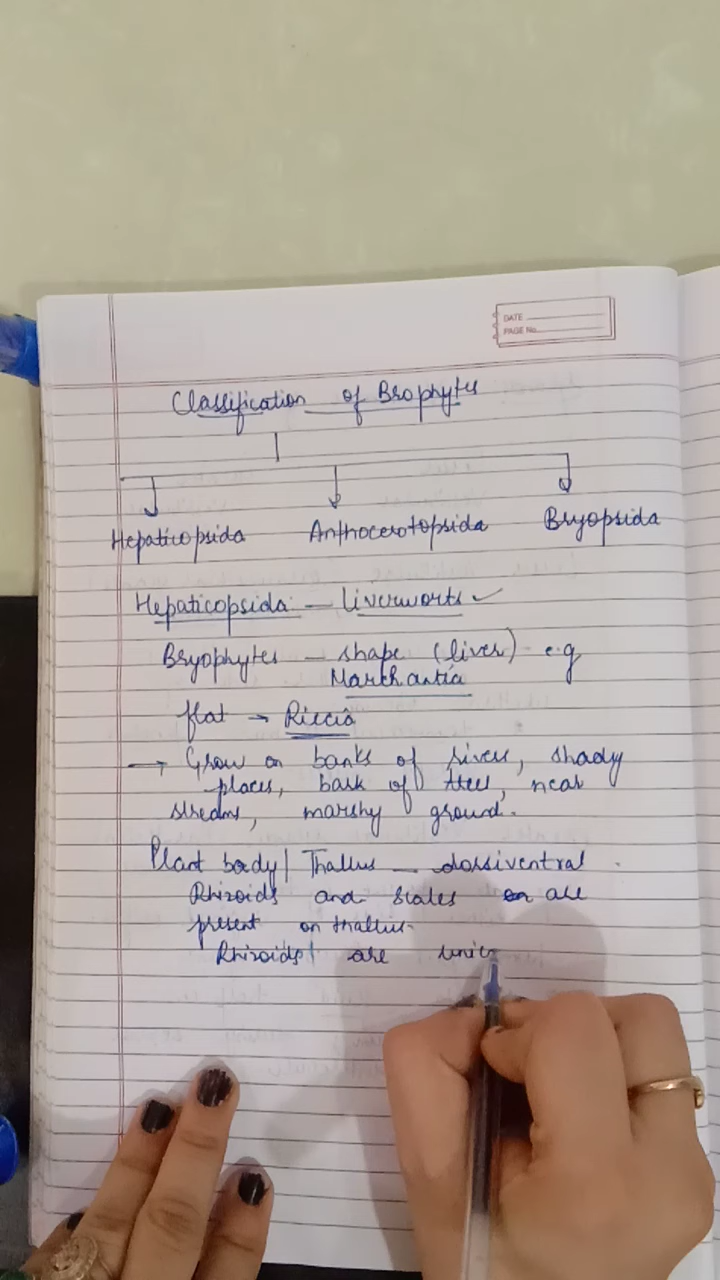 DATE
PAGE No.
Classification of Brophytes
Hepaticopsida Anthocerotopsida Bryopsida
Hepaticopsida - Liverworts ✓
Bryophytes - shape (liver) - e.g
Marchantia
flat → Riccia
→ Grow on banks of rivers, shady
places, bark of trees, near
streams, marshy ground.
Plant body/Thallus - dorsiventral.
Rhizoids and Scales are
present on thallus.
Rhizoids are unic